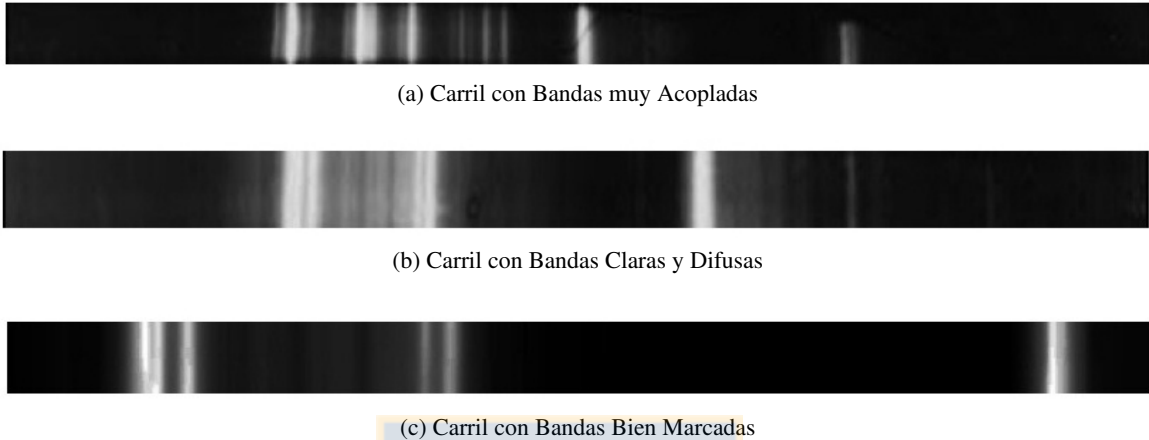 (a) Carril con Bandas muy Acopladas
(b) Carril con Bandas Claras y Difusas
(c) Carril con Bandas Bien Marcadas